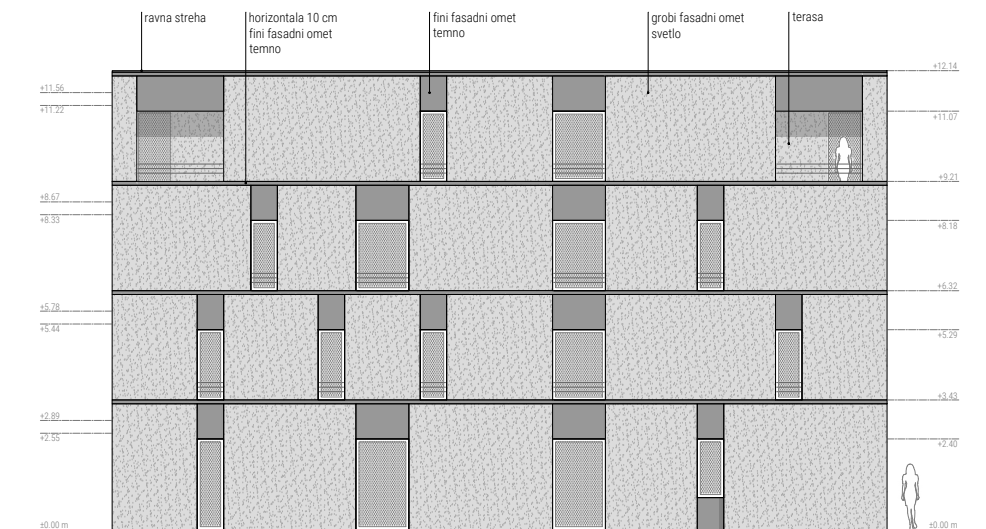 ravna streha
horizontala 10 cm
fini fasadni omet
temno
fini fasadni omet
temno
grobi fasadni omet
svetlo
terasa
+12.14
+11.56
+11.22
+11.07
+9.21
+8.67
+8.33
+8.18
+6.32
+5.78
+5.44
+5.29
+3.43
+2.89
+2.55
+2.40
±0.00 m
±0.00 m